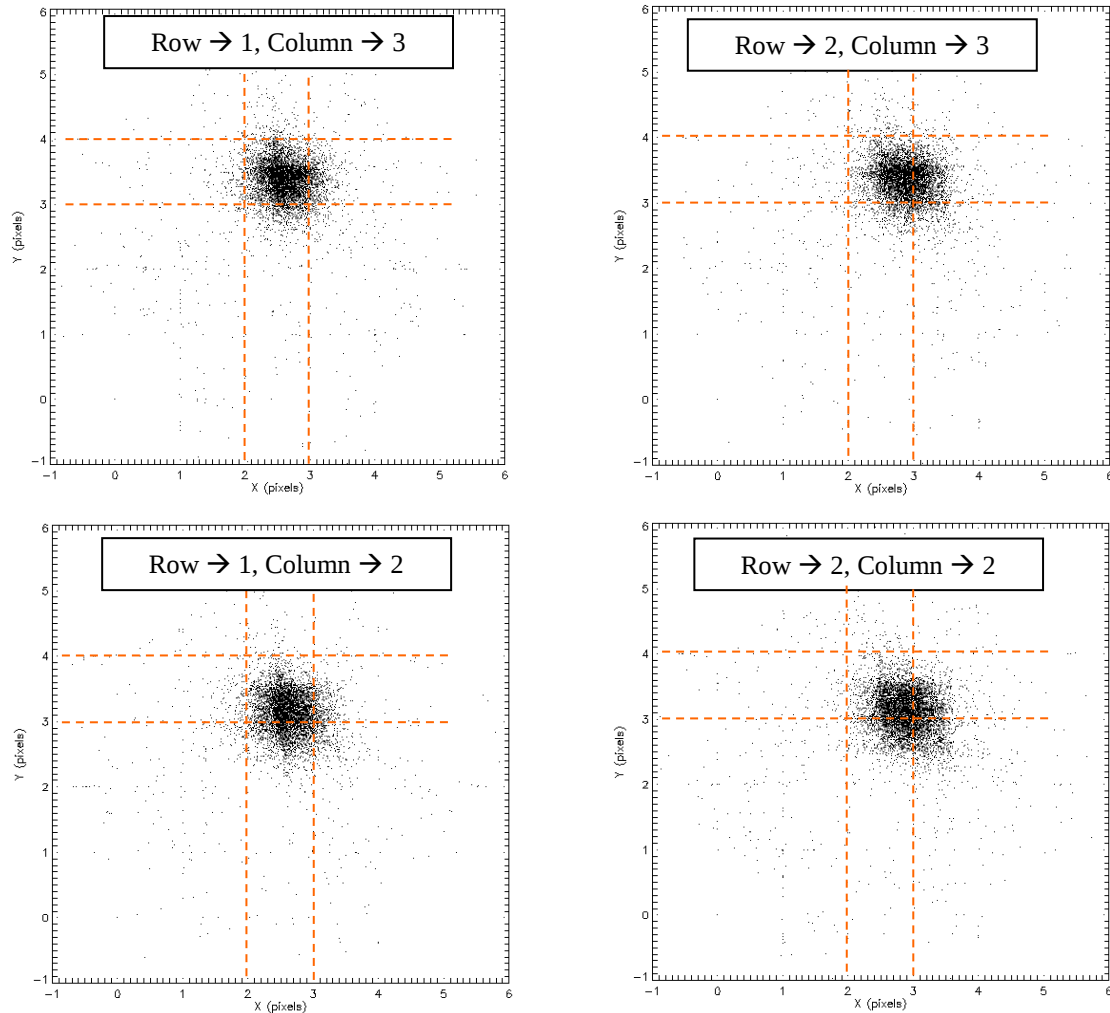 Row → 1, Column → 3
6
5
4
3
2
1
0
−1
Y (pixels)
−1 0 1 2 3 4 5 6
X (pixels)
Row → 2, Column → 3
6
5
4
3
2
1
0
−1
Y (pixels)
−1 0 1 2 3 4 5 6
X (pixels)
Row → 1, Column → 2
6
5
4
3
2
1
0
−1
Y (pixels)
−1 0 1 2 3 4 5 6
X (pixels)
Row → 2, Column → 2
6
5
4
3
2
1
0
−1
Y (pixels)
−1 0 1 2 3 4 5 6
X (pixels)